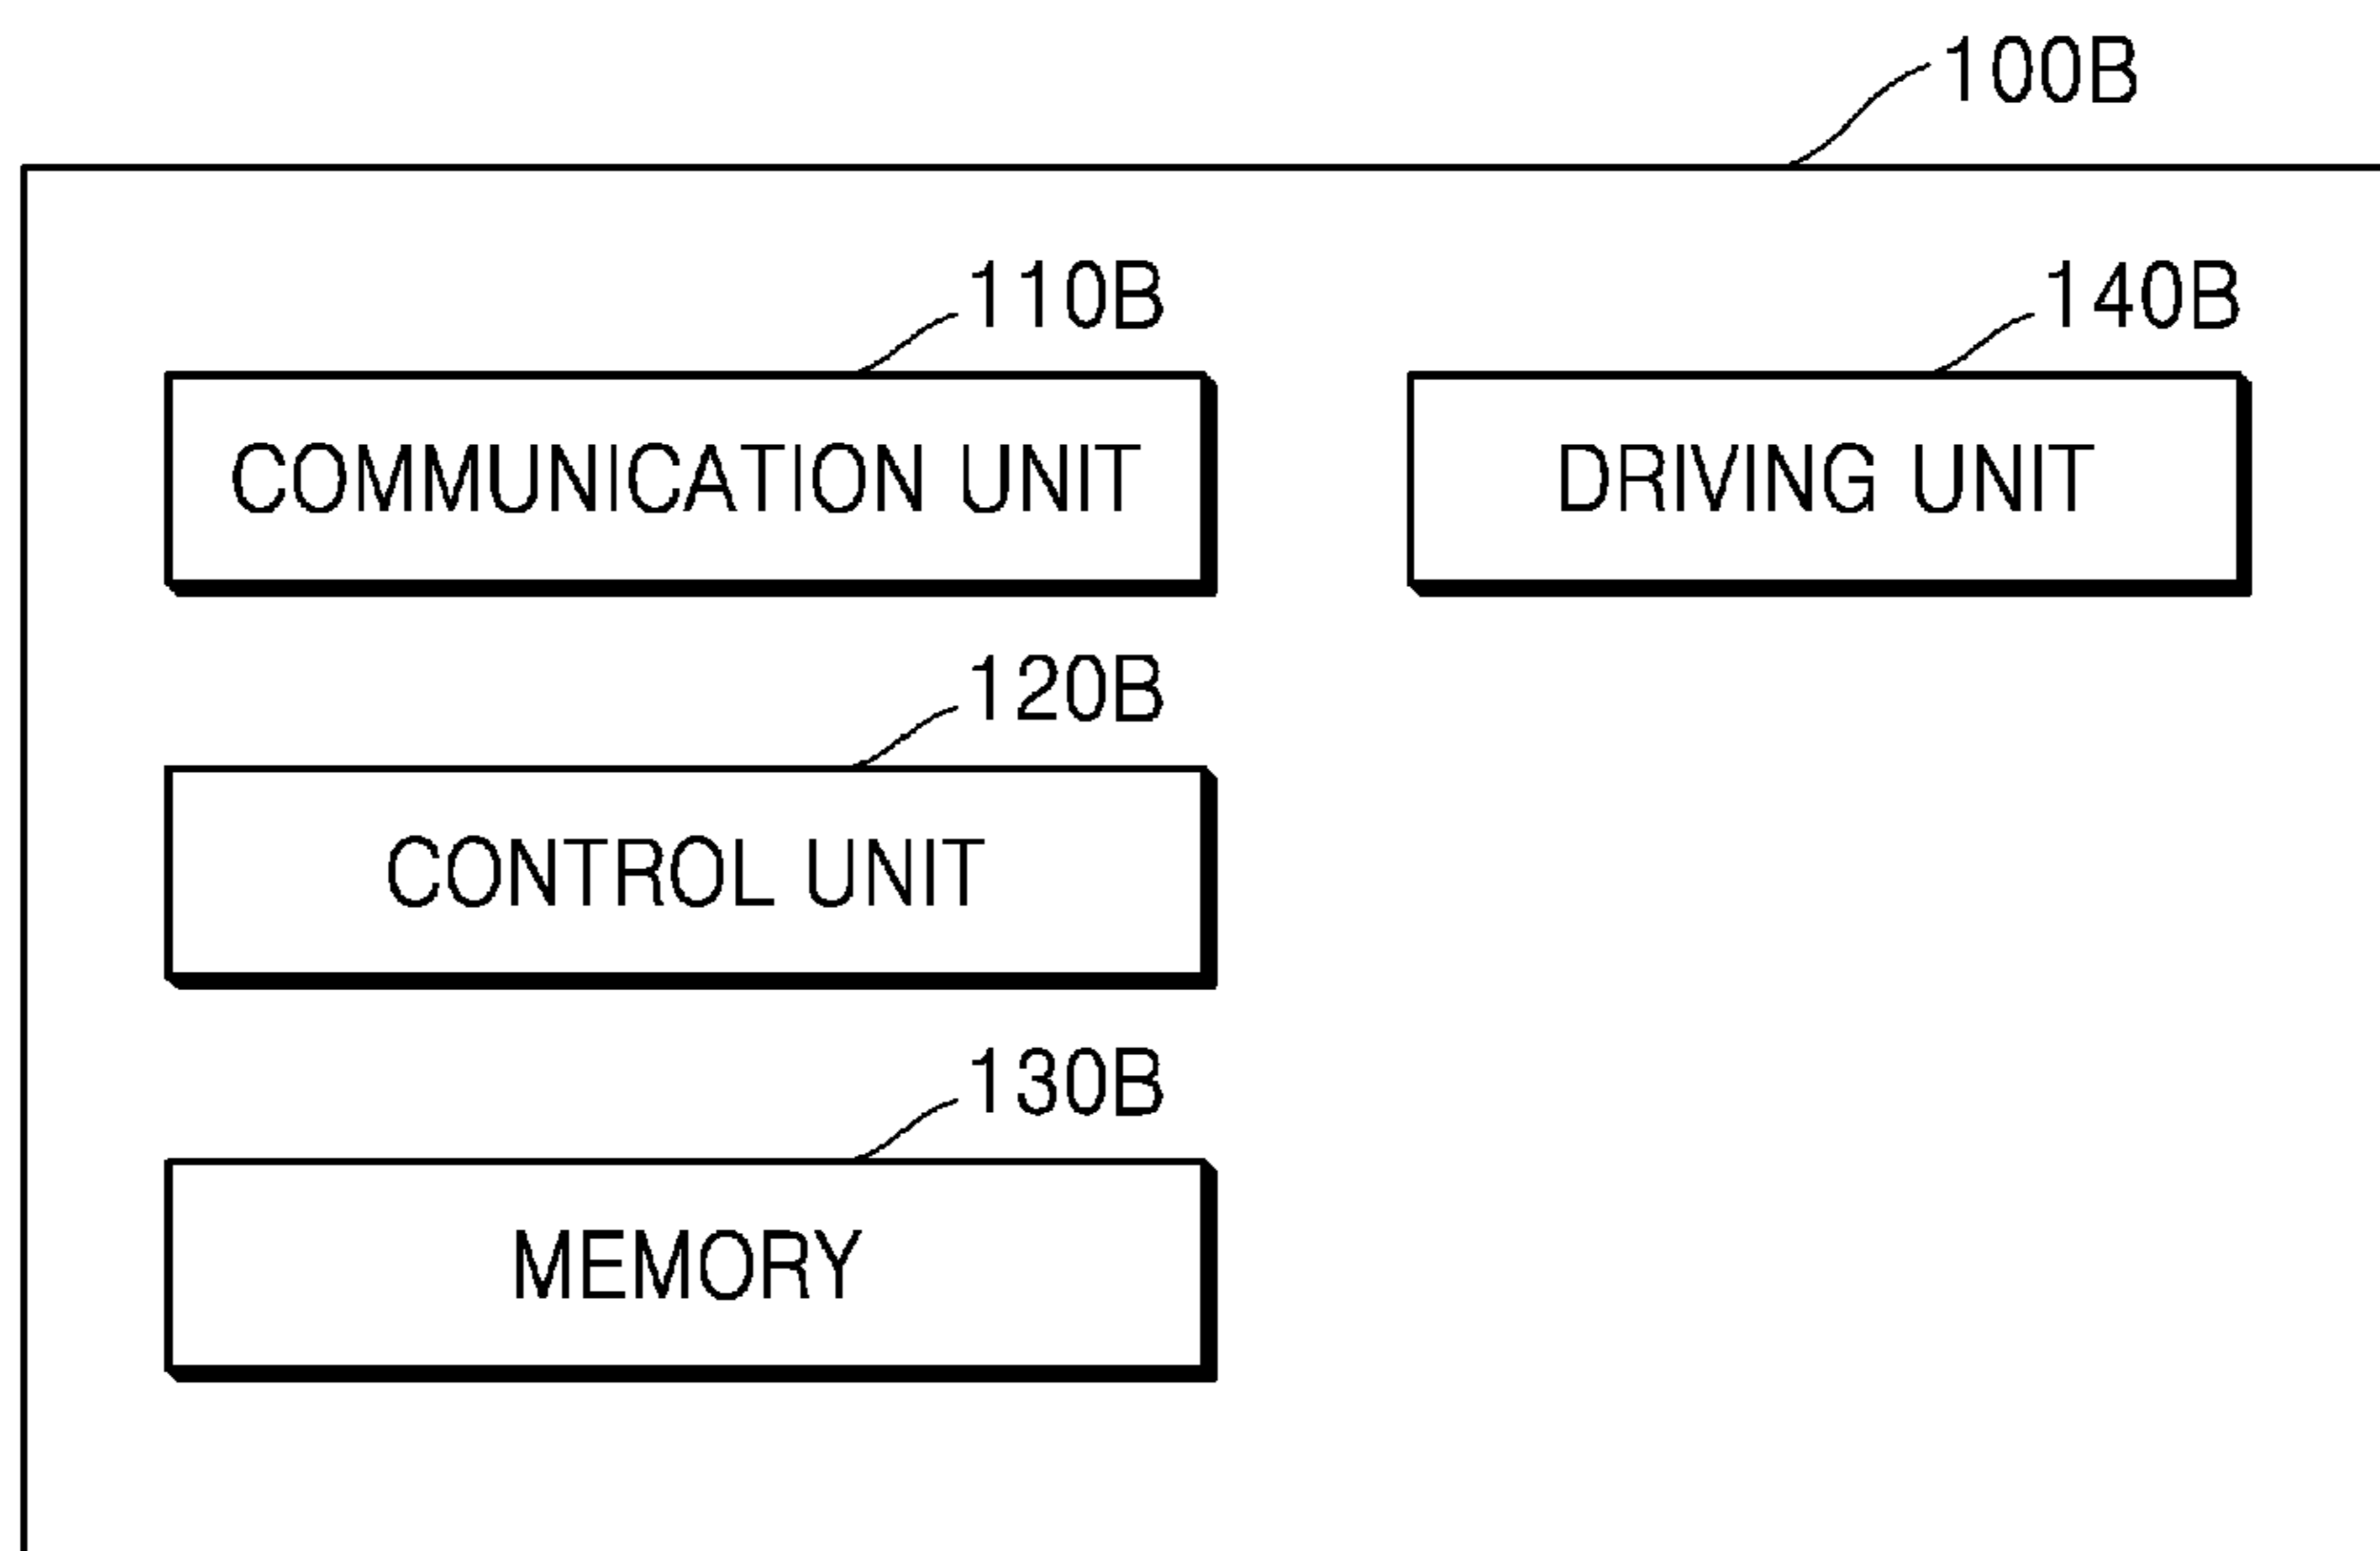 100B
110B
140B
COMMUNICATION UNIT
DRIVING UNIT
120B
CONTROL UNIT
130B
MEMORY